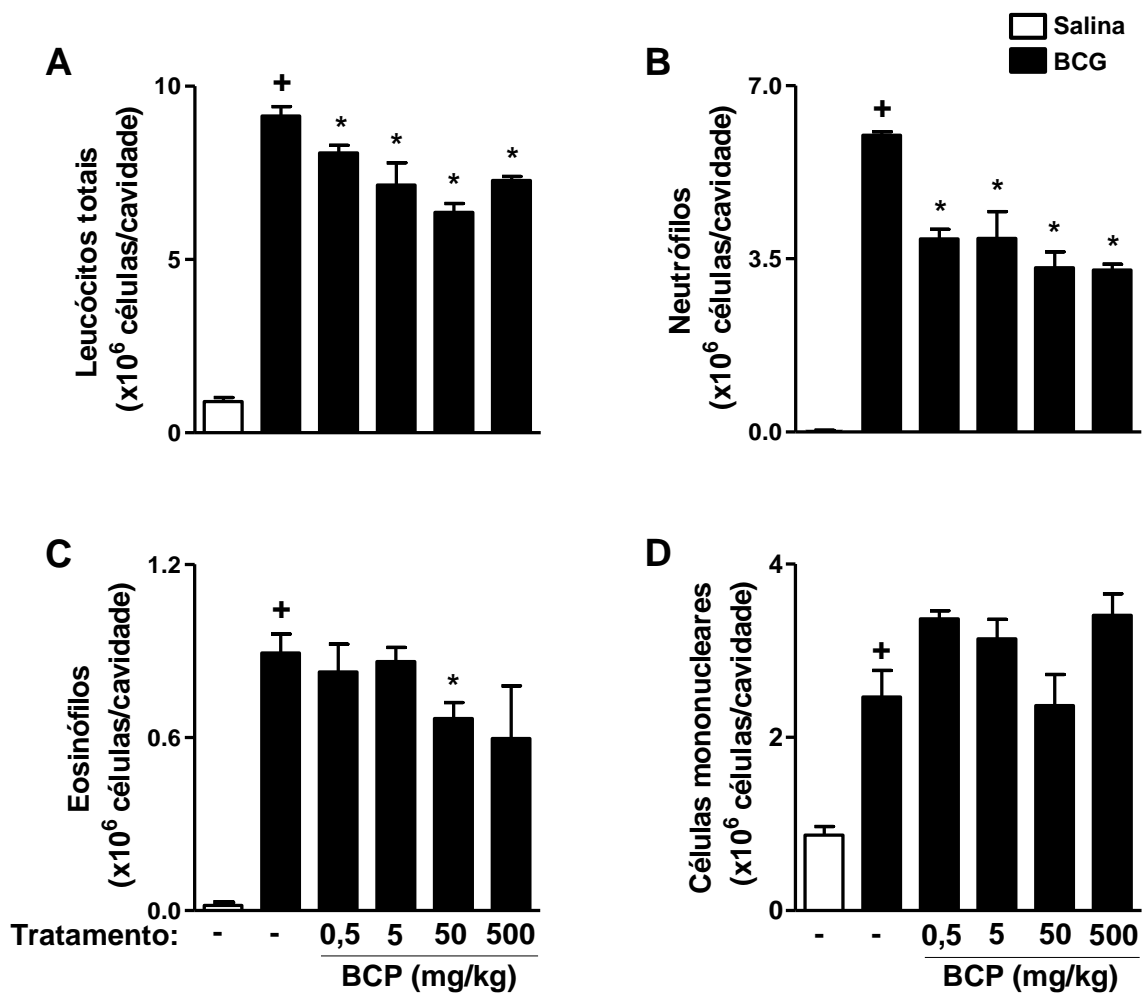 Salina
BCG
A
10
5
0
Leucócitos totais
(x10⁶ células/cavidade)
+
*
*
*
*
B
7.0
3.5
0.0
Neutrófilos
(x10⁶ células/cavidade)
+
*
*
*
*
C
1.2
0.6
0.0
Eosinófilos
(x10⁶ células/cavidade)
+
*
Tratamento: - - 0,5 5 50 500
BCP (mg/kg)
D
4
2
0
Células mononucleares
(x10⁶ células/cavidade)
+
- - 0,5 5 50 500
BCP (mg/kg)